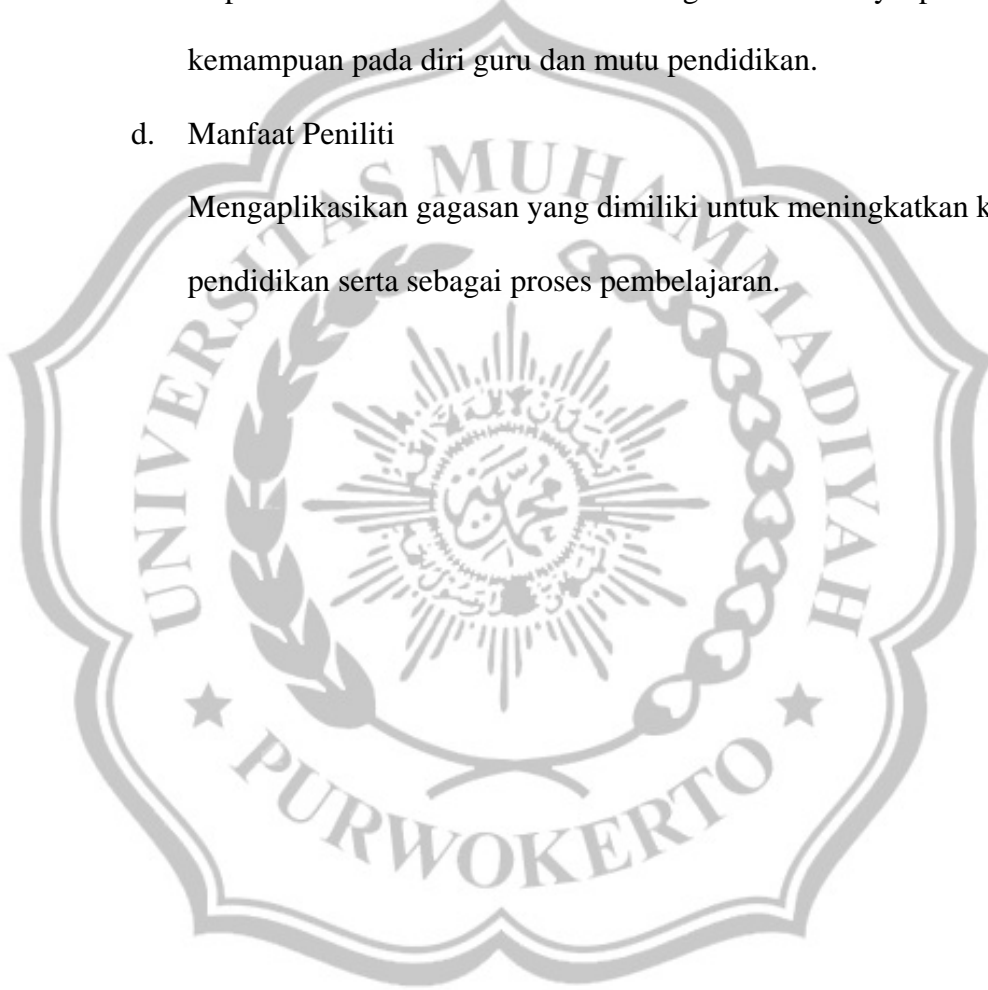 kemampuan pada diri guru dan mutu pendidikan.
d. Manfaat Peniliti
Mengaplikasikan gagasan yang dimiliki untuk meningkatkan
pendidikan serta sebagai proses pembelajaran.
UNIVERSITAS MUHAMMADIYAH
PURWOKERTO